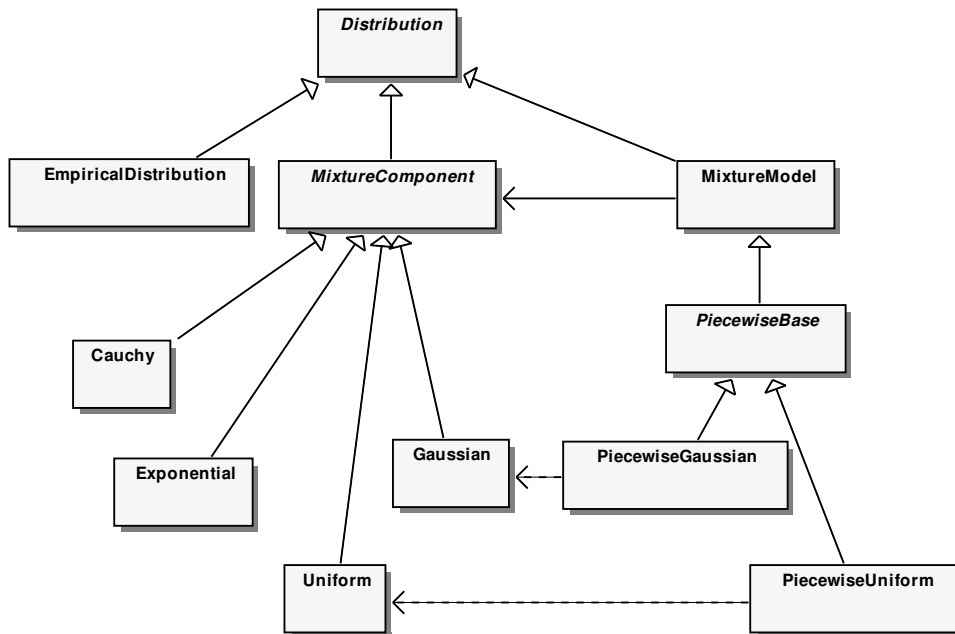 Distribution
EmpiricalDistribution
MixtureComponent
MixtureModel
PiecewiseBase
Cauchy
Gaussian
PiecewiseGaussian
Exponential
Uniform
PiecewiseUniform